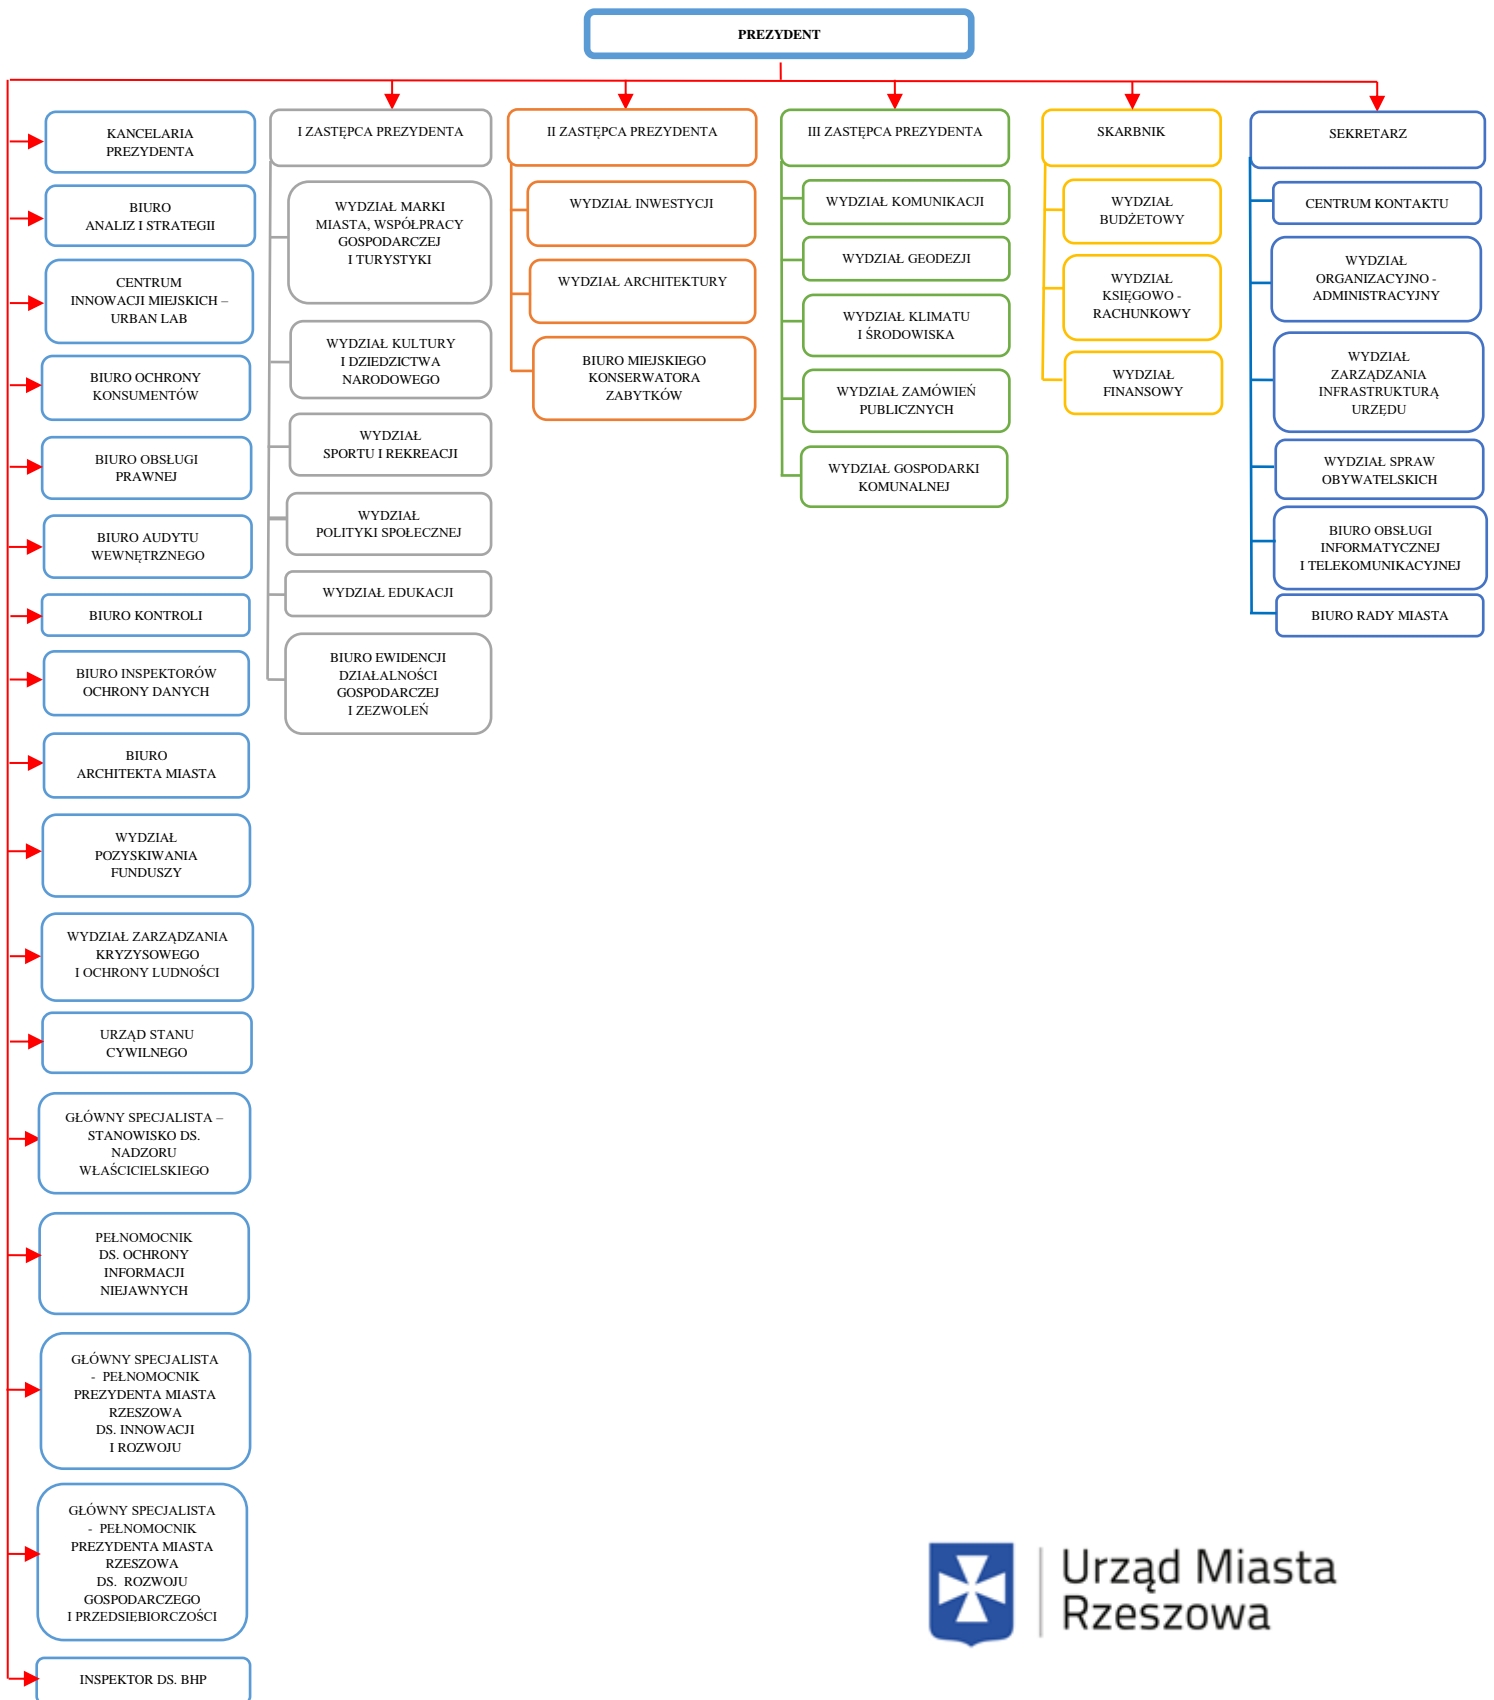 PREZYDENT
KANCELARIA
PREZYDENTA
BIURO
ANALIZ I STRATEGII
CENTRUM
INNOWACJI MIEJSKICH –
URBAN LAB
BIURO OCHRONY
KONSUMENTÓW
BIURO OBSŁUGI
PRAWNEJ
BIURO AUDYTU
WEWNĘTRZNEGO
BIURO KONTROLI
BIURO INSPEKTORÓW
OCHRONY DANYCH
BIURO
ARCHITEKTA MIASTA
WYDZIAŁ
POZYSKIWANIA
FUNDUSZY
WYDZIAŁ ZARZĄDZANIA
KRYZYSOWEGO
I OCHRONY LUDNOŚCI
URZĄD STANU
CYWILNEGO
GŁÓWNY SPECJALISTA –
STANOWISKO DS.
NADZORU
WŁAŚCICIELSKIEGO
PEŁNOMOCNIK
DS. OCHRONY
INFORMACJI
NIEJAWNYCH
GŁÓWNY SPECJALISTA
- PEŁNOMOCNIK
PREZYDENTA MIASTA
RZESZOWA
DS. INNOWACJI
I ROZWOJU
GŁÓWNY SPECJALISTA
- PEŁNOMOCNIK
PREZYDENTA MIASTA
RZESZOWA
DS. ROZWOJU
GOSPODARCZEGO
I PRZEDSIĘBIORCZOŚCI
INSPEKTOR DS. BHP
I ZASTĘPCA PREZYDENTA
WYDZIAŁ MARKI
MIASTA, WSPÓŁPRACY
GOSPODARCZEJ
I TURYSTYKI
WYDZIAŁ KULTURY
I DZIEDZICTWA
NARODOWEGO
WYDZIAŁ
SPORTU I REKREACJI
WYDZIAŁ
POLITYKI SPOŁECZNEJ
WYDZIAŁ EDUKACJI
BIURO EWIDENCJI
DZIAŁALNOŚCI
GOSPODARCZEJ
I ZEZWOLEŃ
II ZASTĘPCA PREZYDENTA
WYDZIAŁ INWESTYCJI
WYDZIAŁ ARCHITEKTURY
BIURO MIEJSKIEGO
KONSERWATORA
ZABYTKÓW
III ZASTĘPCA PREZYDENTA
WYDZIAŁ KOMUNIKACJI
WYDZIAŁ GEODEZJI
WYDZIAŁ KLIMATU
I ŚRODOWISKA
WYDZIAŁ ZAMÓWIEŃ
PUBLICZNYCH
WYDZIAŁ GOSPODARKI
KOMUNALNEJ
SKARBNIK
WYDZIAŁ
BUDŻETOWY
WYDZIAŁ
KSIĘGOWO -
RACHUNKOWY
WYDZIAŁ
FINANSOWY
SEKRETARZ
CENTRUM KONTAKTU
WYDZIAŁ
ORGANIZACYJNO -
ADMINISTRACYJNY
WYDZIAŁ
ZARZĄDZANIA
INFRASTRUKTURĄ
URZĘDU
WYDZIAŁ SPRAW
OBYWATELSKICH
BIURO OBSŁUGI
INFORMATYCZNEJ
I TELEKOMUNIKACYJNEJ
BIURO RADY MIASTA
Urząd Miasta
Rzeszowa